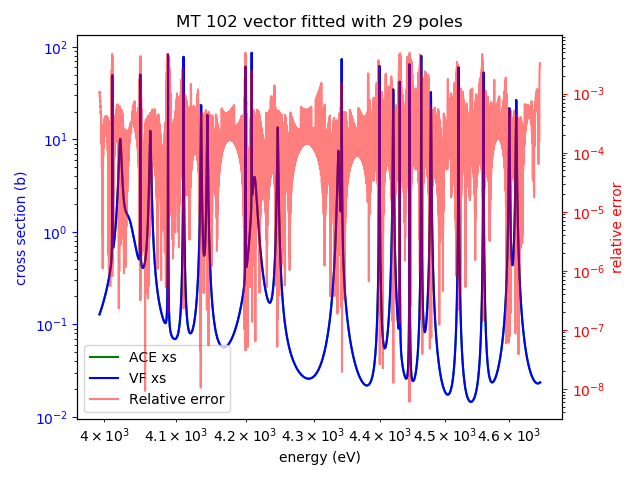 MT 102 vector fitted with 29 poles
10²
10¹
10⁰
10⁻¹
10⁻²
cross section (b)
10⁻³
10⁻⁴
10⁻⁵
10⁻⁶
10⁻⁷
10⁻⁸
relative error
ACE xs
VF xs
Relative error
4 × 10³ 4.1 × 10³ 4.2 × 10³ 4.3 × 10³ 4.4 × 10³ 4.5 × 10³ 4.6 × 10³
energy (eV)